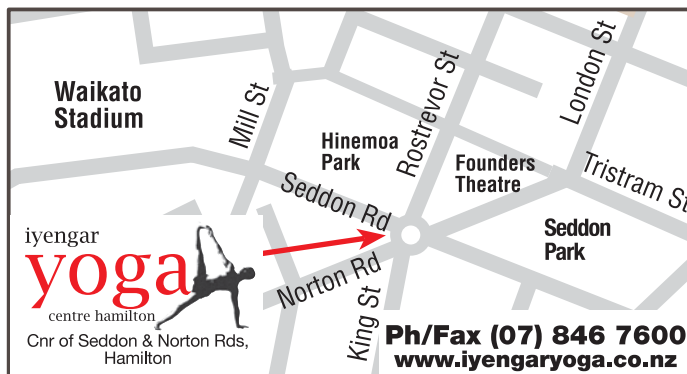 Waikato
Stadium
Mill St
Hinemoa
Park
Rostrevor St
London St
Founders
Theatre
Tristram St
Seddon Rd
Seddon
Park
Norton Rd
King St
iyengar
yoga
centre hamilton
Cnr of Seddon & Norton Rds,
Hamilton
Ph/Fax (07) 846 7600
www.iyengaryoga.co.nz